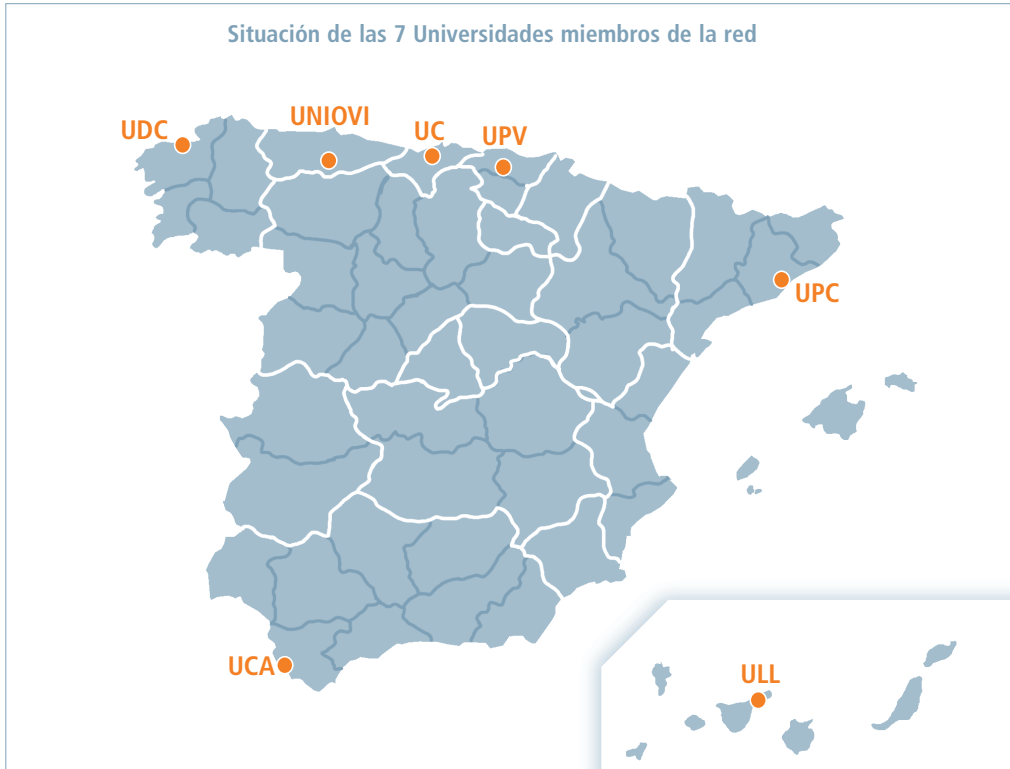 Situación de las 7 Universidades miembros de la red
UNIOVI
UDC
UC
UPV
UPC
UCA
ULL